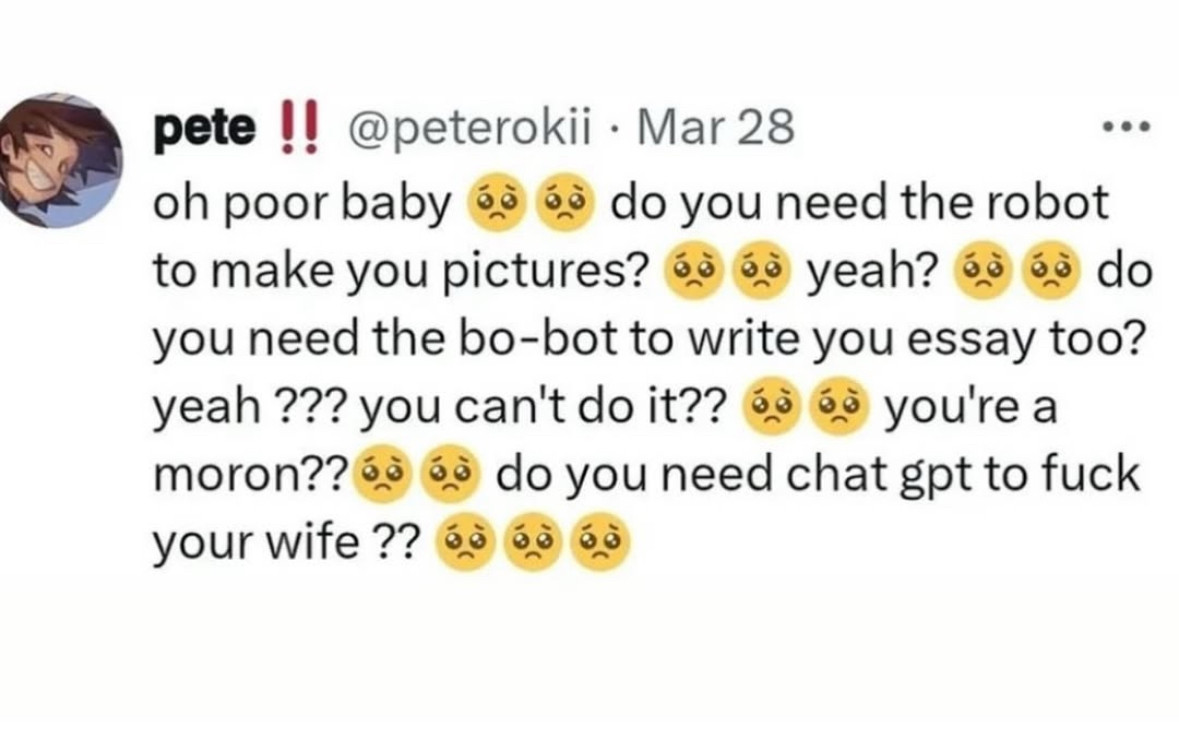 pete ‼️ @peterokii · Mar 28
oh poor baby 🥺🥺 do you need the robot
to make you pictures? 🥺🥺 yeah? 🥺🥺 do
you need the bo-bot to write you essay too?
yeah ??? you can't do it?? 🥺🥺 you're a
moron??🥺🥺 do you need chat gpt to fuck
your wife ?? 🥺🥺🥺